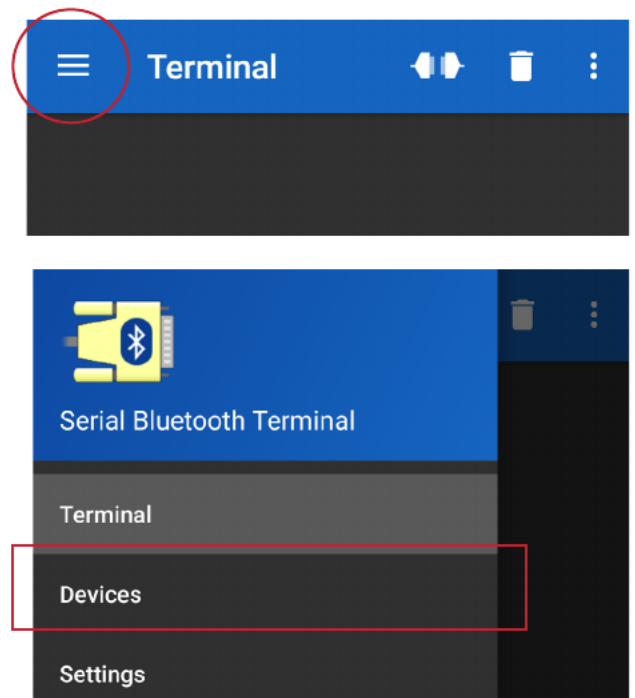 Terminal
Serial Bluetooth Terminal
Terminal
Devices
Settings